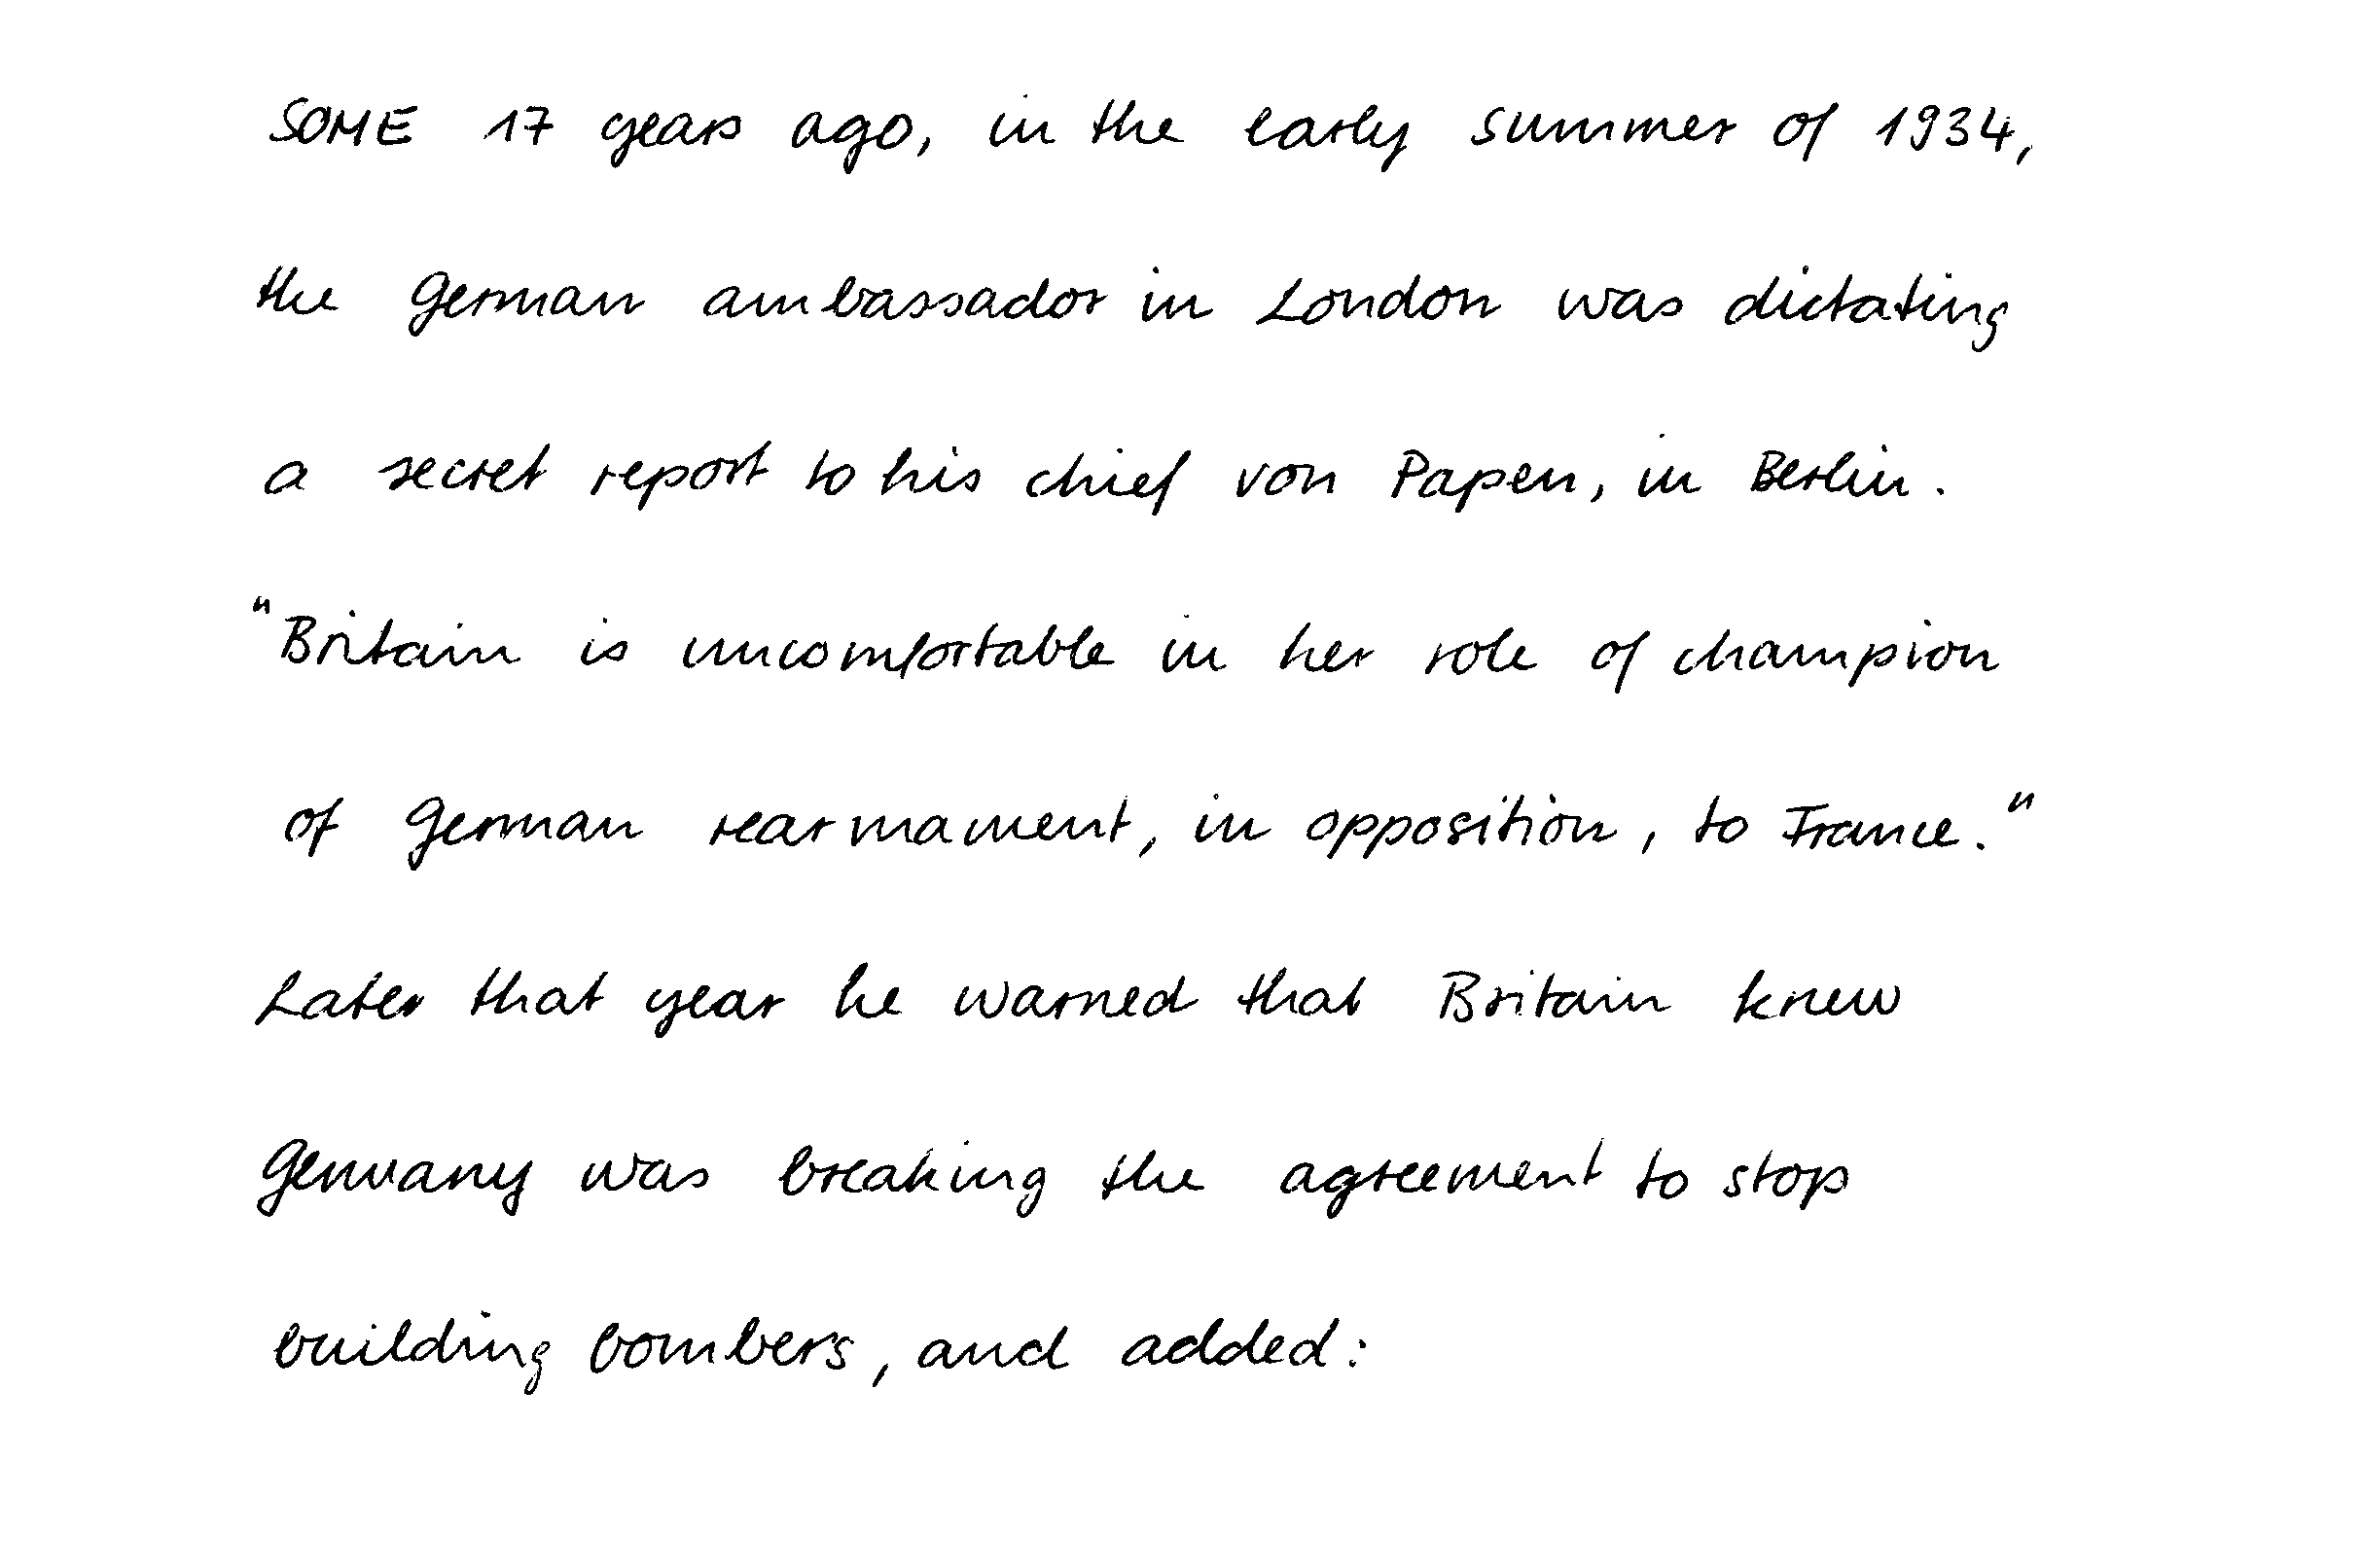 SOME 17 years ago, in the early summer of 1934,
the German ambassador in London was dictating
a secret report to his chief von Papen, in Berlin.
"Britain is uncomfortable in her role of champion
of German rearmament, in opposition, to France."
Later that year he warned that Britain knew
Germany was breaking the agreement to stop
building bombers, and added: